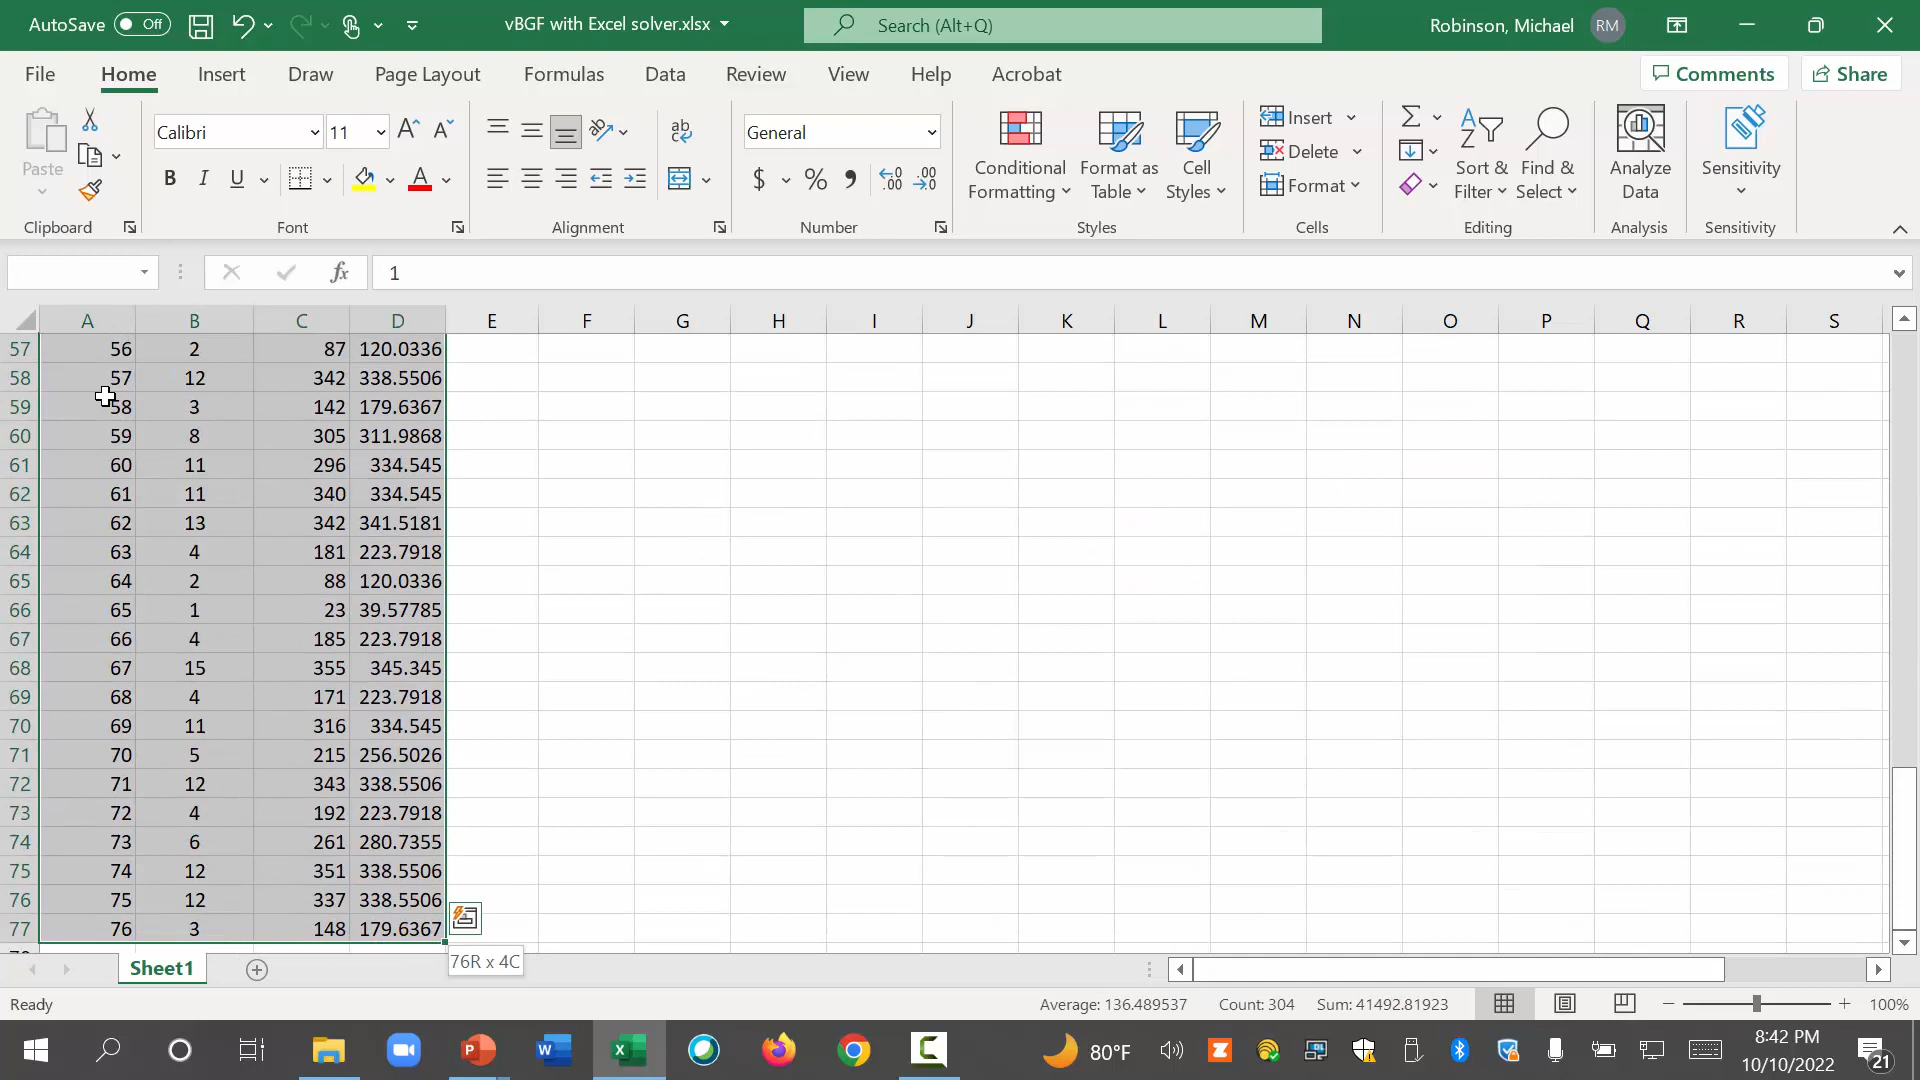 AutoSave Off vBGF with Excel solver.xlsx Search (Alt+Q) Robinson, Michael RM
File Home Insert Draw Page Layout Formulas Data Review View Help Acrobat Comments Share
Paste Calibri 11 General Conditional Formatting Format as Table Cell Styles Insert Delete Format Sort & Filter Find & Select Analyze Data Sensitivity
Clipboard Font Alignment Number Styles Cells Editing Analysis Sensitivity
fx 1
A B C D E F G H I J K L M N O P Q R S
57 56 2 87 120.0336
58 57 12 342 338.5506
59 58 3 142 179.6367
60 59 8 305 311.9868
61 60 11 296 334.545
62 61 11 340 334.545
63 62 13 342 341.5181
64 63 4 181 223.7918
65 64 2 88 120.0336
66 65 1 23 39.57785
67 66 4 185 223.7918
68 67 15 355 345.345
69 68 4 171 223.7918
70 69 11 316 334.545
71 70 5 215 256.5026
72 71 12 343 338.5506
73 72 4 192 223.7918
74 73 6 261 280.7355
75 74 12 351 338.5506
76 75 12 337 338.5506
77 76 3 148 179.6367
76R x 4C
Sheet1
Ready Average: 136.489537 Count: 304 Sum: 41492.81923 100%
80°F 8:42 PM
10/10/2022 21